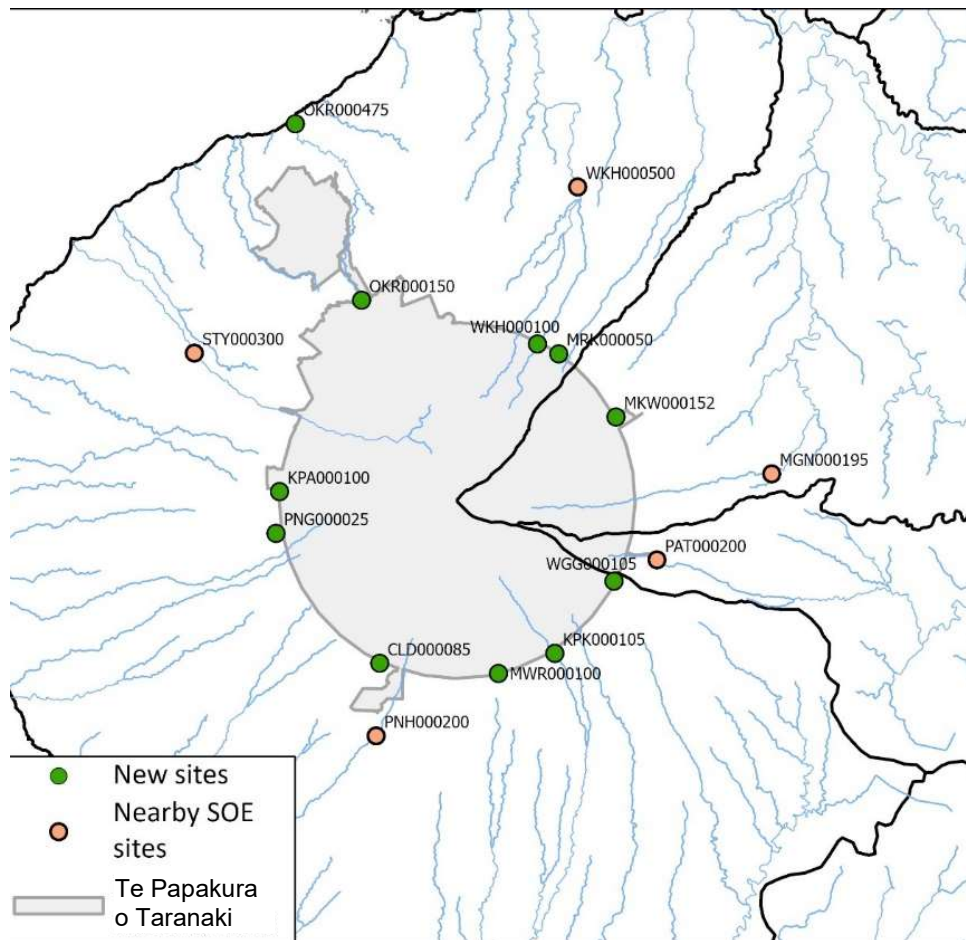 OKR000475
WKH000500
OKR000150
WKH000100
MRK000050
STY000300
MKW000152
MGN000195
KPA000100
PNG000025
PAT000200
WGG000105
CLD000085
KPK000105
MWR000100
PNH000200
New sites
Nearby SOE
sites
Te Papakura
o Taranaki